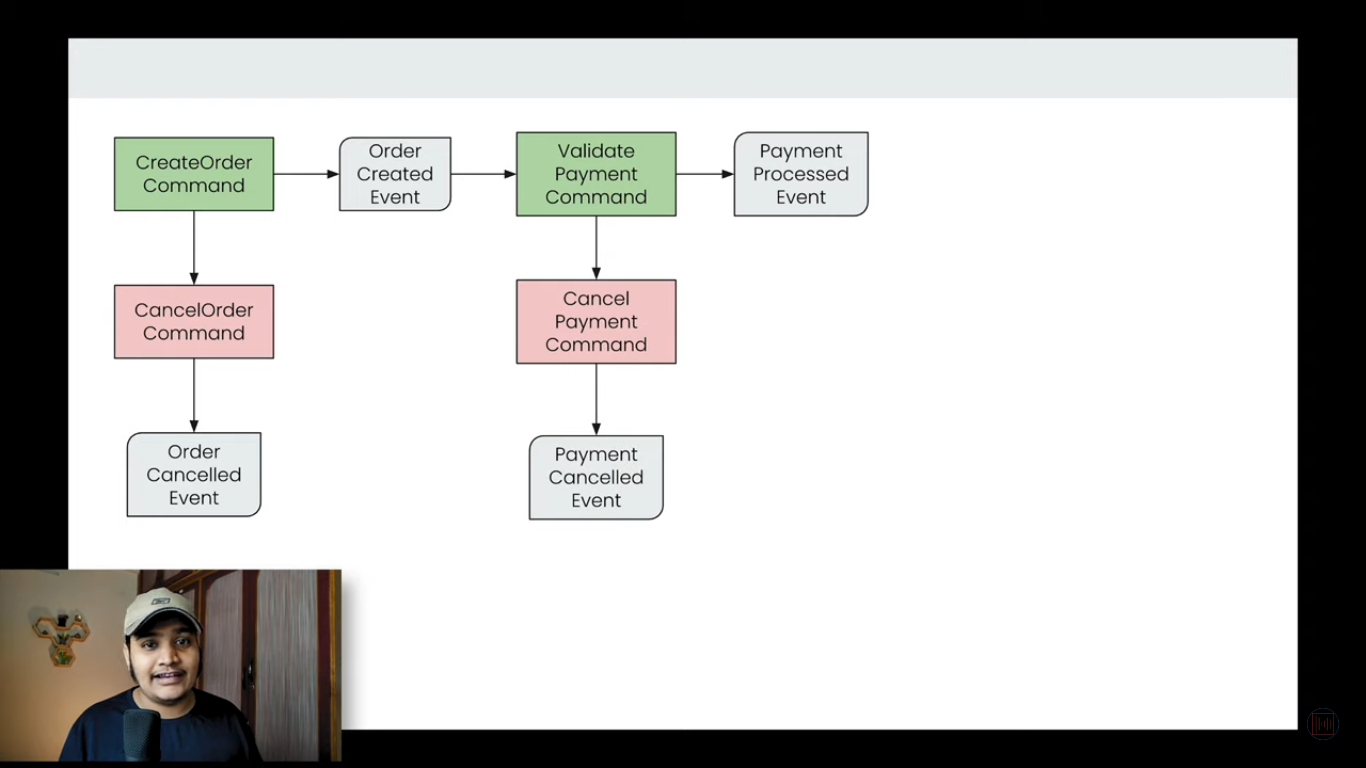 CreateOrder
Command
Order
Created
Event
Validate
Payment
Command
Payment
Processed
Event
CancelOrder
Command
Cancel
Payment
Command
Order
Cancelled
Event
Payment
Cancelled
Event